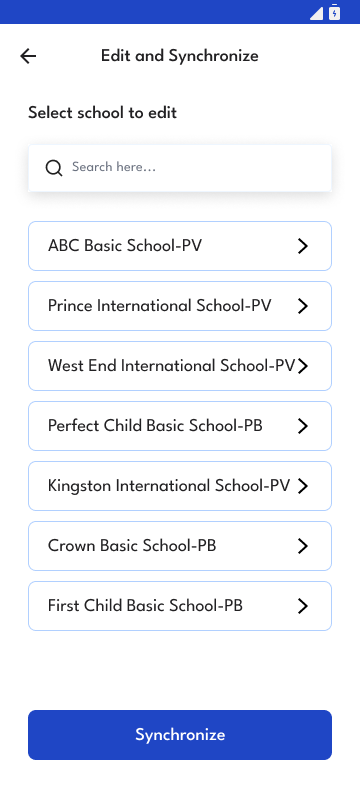 Edit and Synchronize
Select school to edit
Search here...
ABC Basic School-PV
Prince International School-PV
West End International School-PV
Perfect Child Basic School-PB
Kingston International School-PV
Crown Basic School-PB
First Child Basic School-PB
Synchronize